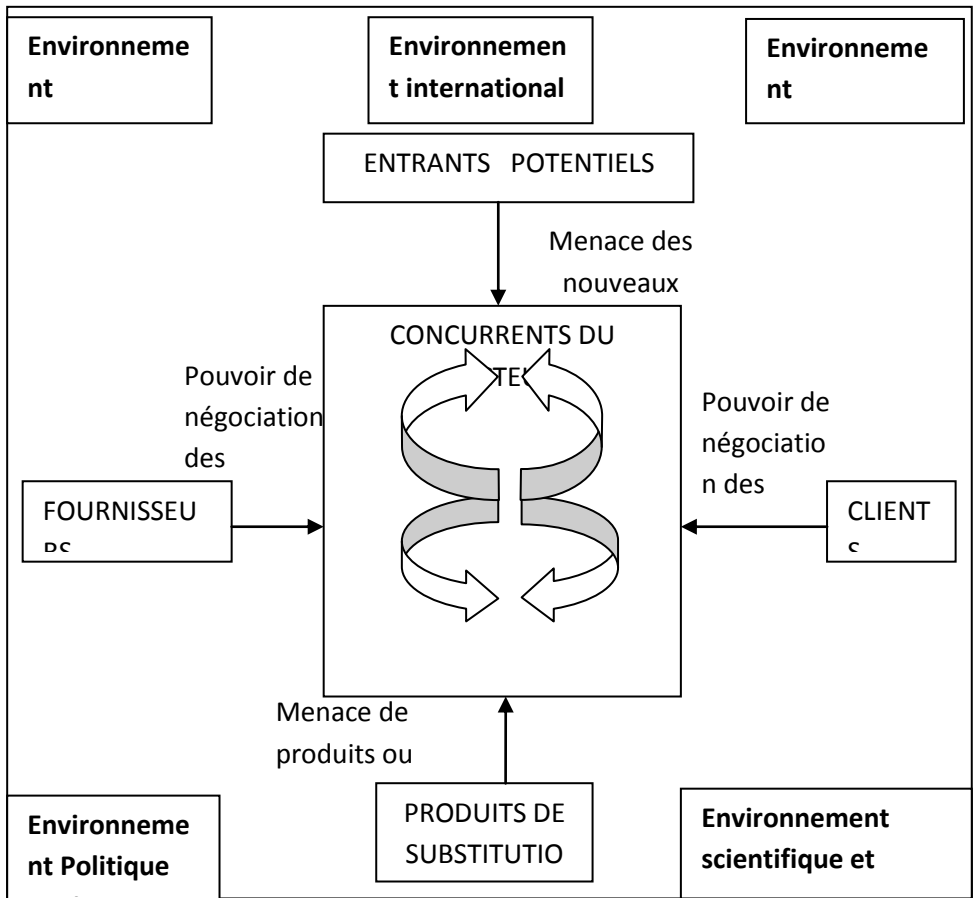 Environneme
nt
Environnemen
t international
Environneme
nt
ENTRANTS POTENTIELS
Menace des
nouveaux
CONCURRENTS DU
Pouvoir de
négociation
des
Pouvoir de
négociatio
n des
FOURNISSEU
RS
CLIENT
S
Menace de
produits ou
PRODUITS DE
SUBSTITUTIO
Environneme
nt Politique
Environnement
scientifique et